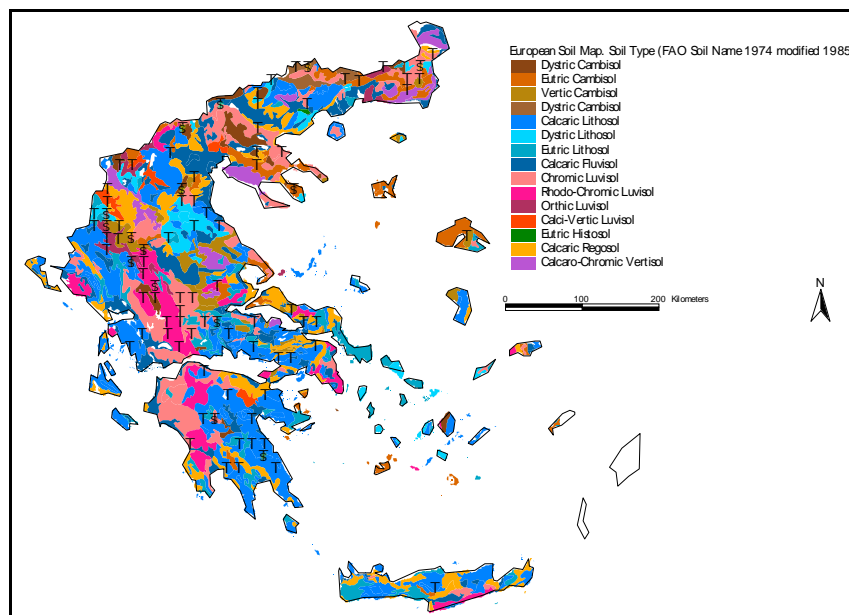 European Soil Map. Soil Type (FAO Soil Name 1974 modified 1985
Dystric Cambisol
Eutric Cambisol
Vertic Cambisol
Dystric Cambisol
Calcaric Lithosol
Dystric Lithosol
Eutric Lithosol
Calcaric Fluvisol
Chromic Luvisol
Rhodo-Chromic Luvisol
Orthic Luvisol
Calci-Vertic Luvisol
Eutric Histosol
Calcaric Regosol
Calcaro-Chromic Vertisol
0 100 200 Kilometers
N